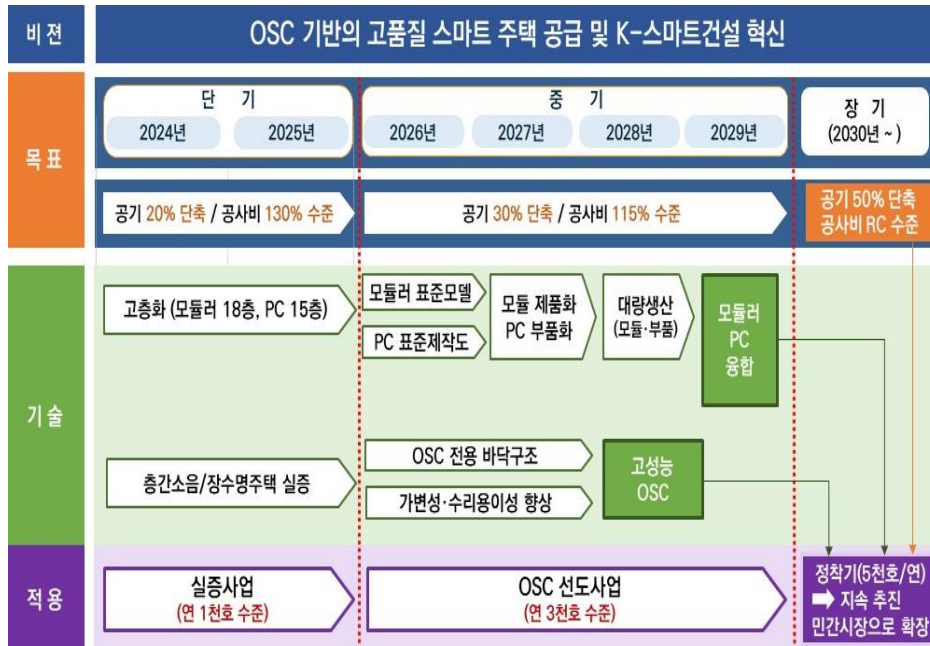 비젼
OSC 기반의 고품질 스마트 주택 공급 및 K-스마트건설 혁신
목표
단 기
2024년
2025년
중 기
2026년
2027년
2028년
2029년
장 기
(2030년 ~ )
공기 20% 단축 / 공사비 130% 수준
공기 30% 단축 / 공사비 115% 수준
공기 50% 단축
공사비 RC 수준
기술
고층화 (모듈러 18층, PC 15층)
모듈러 표준모델
PC 표준제작도
모듈 제품화
PC 부품화
대량생산
(모듈·부품)
모듈러
PC
융합
층간소음/장수명주택 실증
OSC 전용 바닥구조
가변성·수리용이성 향상
고성능
OSC
적용
실증사업
(연 1천호 수준)
OSC 선도사업
(연 3천호 수준)
정착기(5천호/연)
➡ 지속 추진
민간시장으로 확장